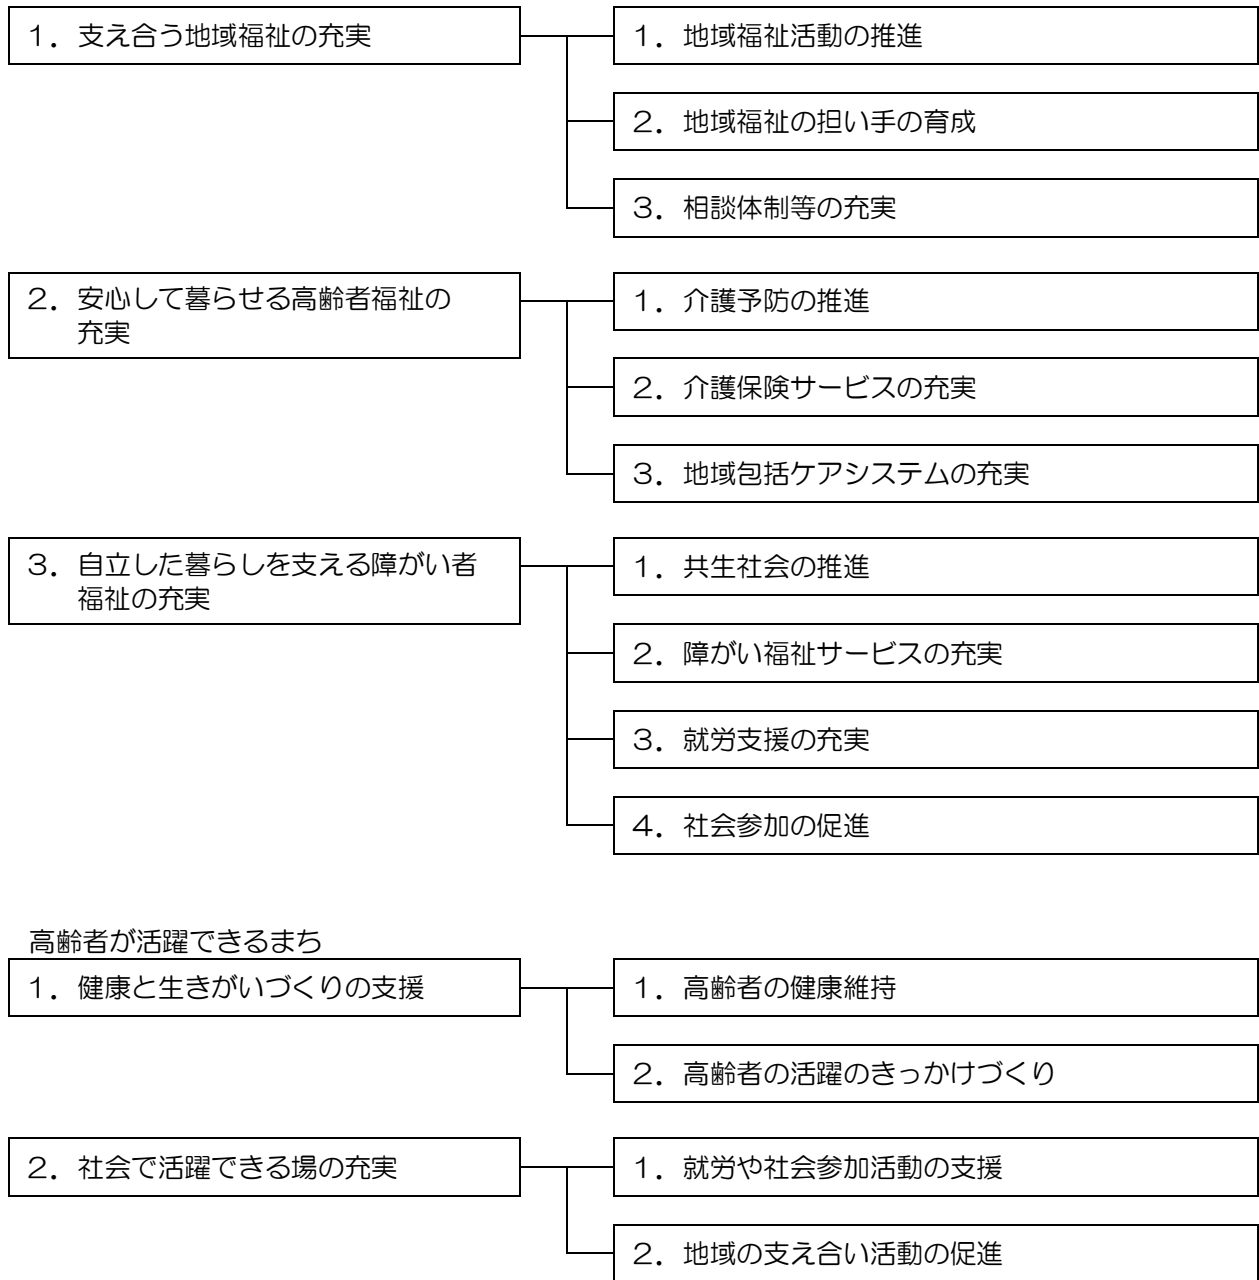 1．支え合う地域福祉の充実
1．地域福祉活動の推進
2．地域福祉の担い手の育成
3．相談体制等の充実
2．安心して暮らせる高齢者福祉の
充実
1．介護予防の推進
2．介護保険サービスの充実
3．地域包括ケアシステムの充実
3．自立した暮らしを支える障がい者
福祉の充実
1．共生社会の推進
2．障がい福祉サービスの充実
3．就労支援の充実
4．社会参加の促進
高齢者が活躍できるまち
1．健康と生きがいづくりの支援
1．高齢者の健康維持
2．高齢者の活躍のきっかけづくり
2．社会で活躍できる場の充実
1．就労や社会参加活動の支援
2．地域の支え合い活動の促進